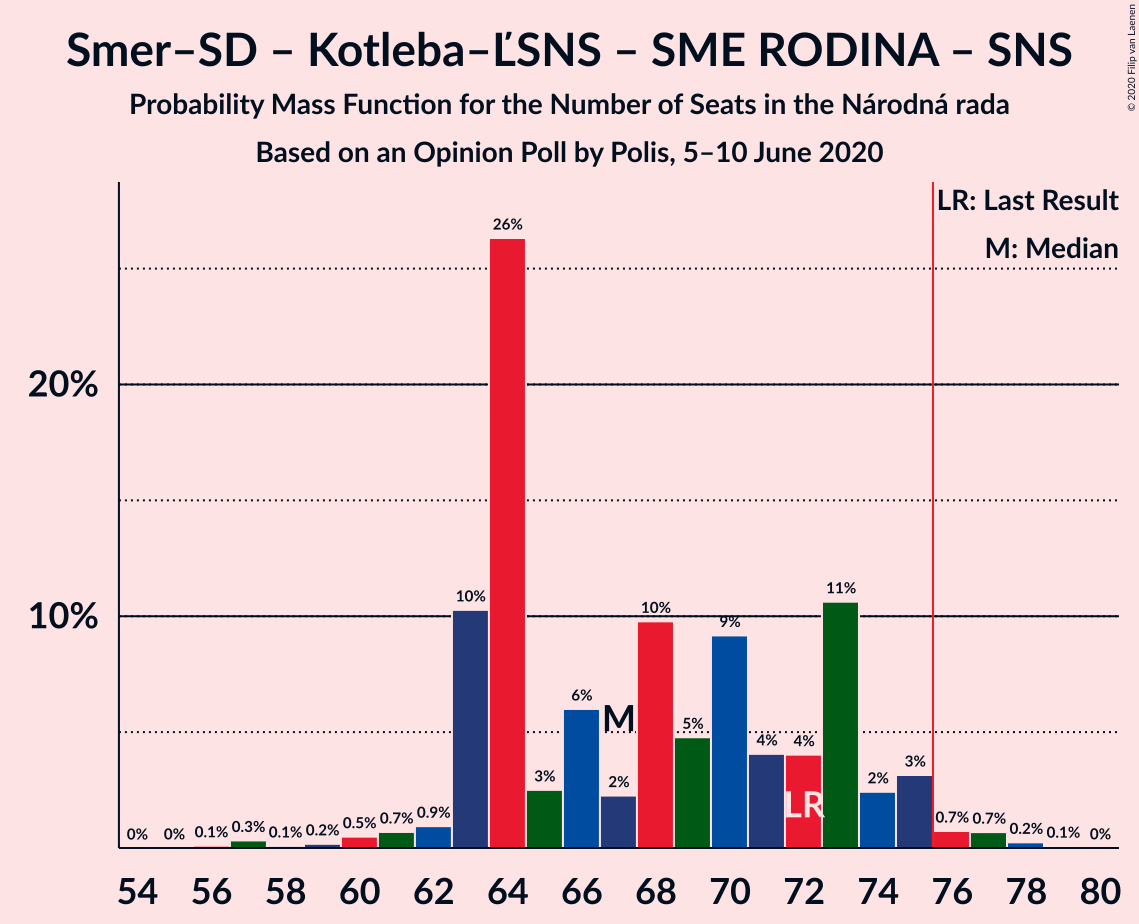 Smer–SD – Kotleba–ĽSNS – SME RODINA – SNS
Probability Mass Function for the Number of Seats in the Národná rada
Based on an Opinion Poll by Polis, 5–10 June 2020
© 2020 Filip van Laenen
LR: Last Result
M: Median
20%
10%
0% 0% 0.1% 0.3% 0.1% 0.2% 0.5% 0.7% 0.9% 10% 26% 3% 6% 2% 10% 5% 9% 4% 4% 11% 2% 3% 0.7% 0.7% 0.2% 0.1% 0%
M
LR
54 56 58 60 62 64 66 68 70 72 74 76 78 80